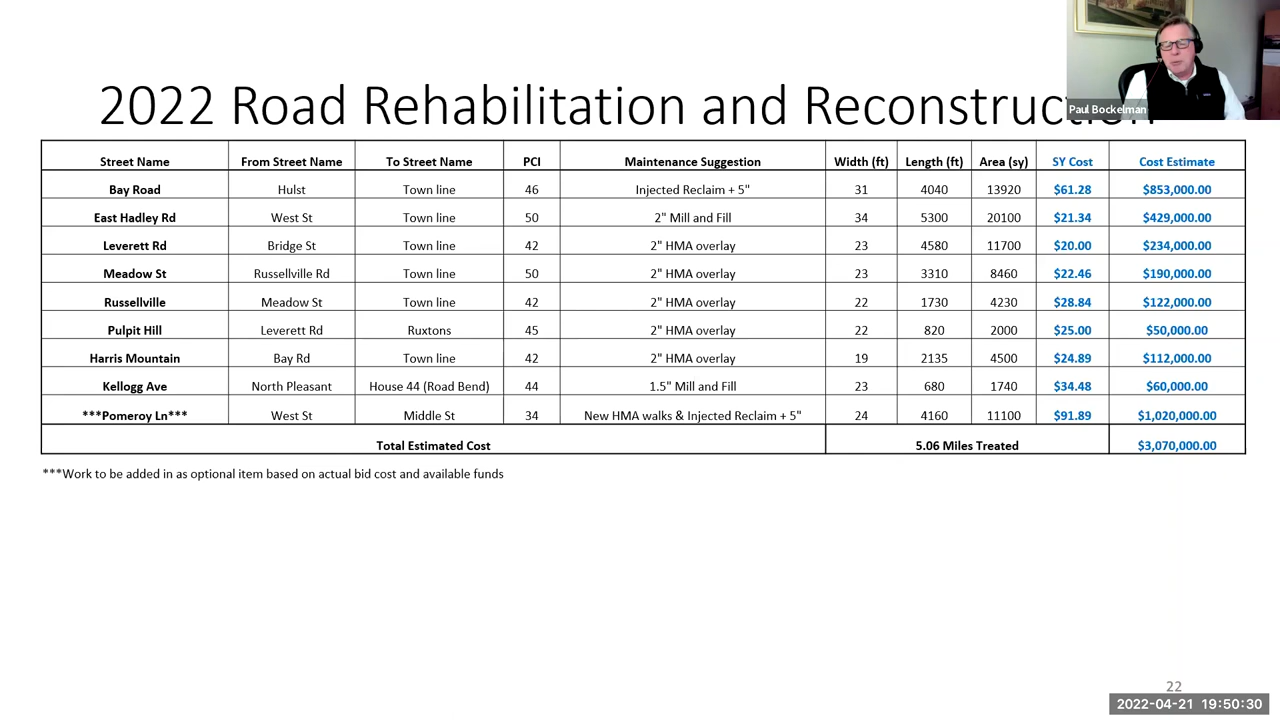 2022 Road Rehabilitation and Reconstruction
Paul Bockelman
Street Name From Street Name To Street Name PCI Maintenance Suggestion Width (ft) Length (ft) Area (sy) SY Cost Cost Estimate
Bay Road Hulst Town line 46 Injected Reclaim + 5" 31 4040 13920 $61.28 $853,000.00
East Hadley Rd West St Town line 50 2" Mill and Fill 34 5300 20100 $21.34 $429,000.00
Leverett Rd Bridge St Town line 42 2" HMA overlay 23 4580 11700 $20.00 $234,000.00
Meadow St Russellville Rd Town line 50 2" HMA overlay 23 3310 8460 $22.46 $190,000.00
Russellville Meadow St Town line 42 2" HMA overlay 22 1730 4230 $28.84 $122,000.00
Pulpit Hill Leverett Rd Ruxtons 45 2" HMA overlay 22 820 2000 $25.00 $50,000.00
Harris Mountain Bay Rd Town line 42 2" HMA overlay 19 2135 4500 $24.89 $112,000.00
Kellogg Ave North Pleasant House 44 (Road Bend) 44 1.5" Mill and Fill 23 680 1740 $34.48 $60,000.00
***Pomeroy Ln*** West St Middle St 34 New HMA walks & Injected Reclaim + 5" 24 4160 11100 $91.89 $1,020,000.00
Total Estimated Cost 5.06 Miles Treated $3,070,000.00
***Work to be added in as optional item based on actual bid cost and available funds
22
2022-04-21 19:50:30